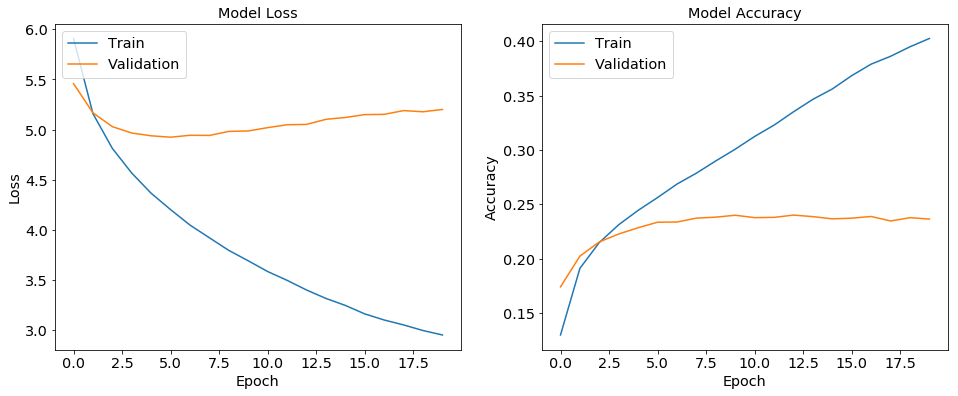 Model Loss
6.0
5.5
5.0
4.5
4.0
3.5
3.0
Loss
Train
Validation
0.0 2.5 5.0 7.5 10.0 12.5 15.0 17.5
Epoch
Model Accuracy
0.40
0.35
0.30
0.25
0.20
0.15
Accuracy
Train
Validation
0.0 2.5 5.0 7.5 10.0 12.5 15.0 17.5
Epoch